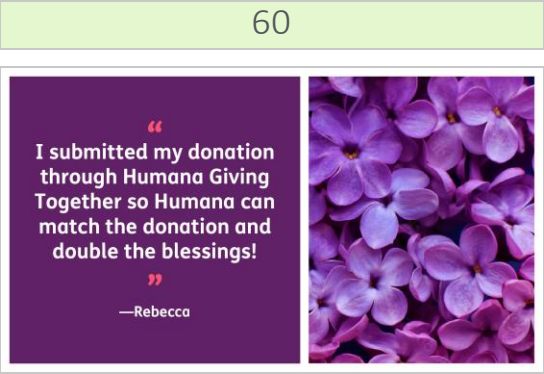 60
“
I submitted my donation
through Humana Giving
Together so Humana can
match the donation and
double the blessings!
”
—Rebecca